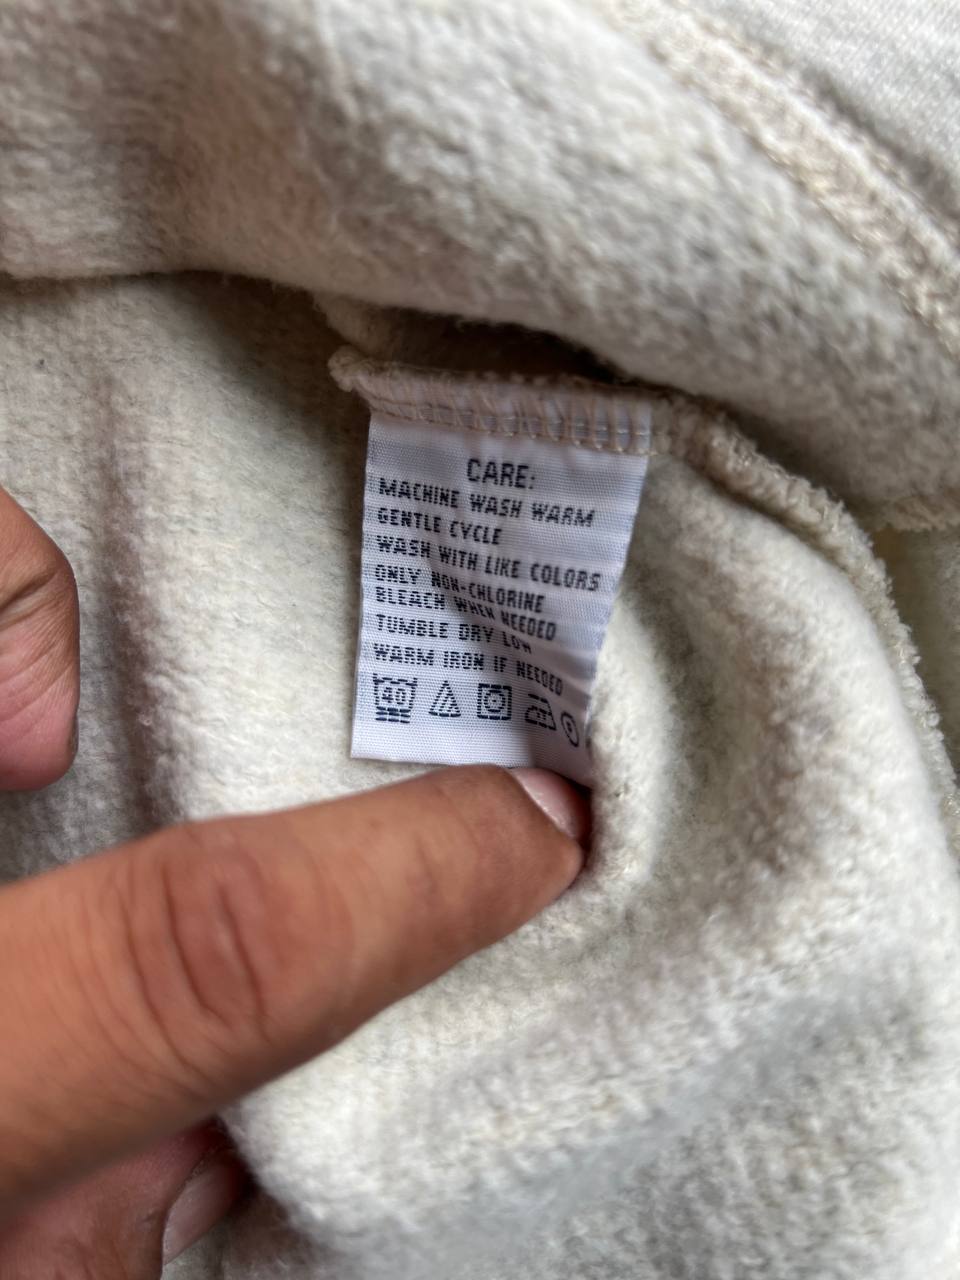 CARE:
MACHINE WASH WARM
GENTLE CYCLE
WASH WITH LIKE COLORS
ONLY NON-CHLORINE
BLEACH WHEN NEEDED
TUMBLE DRY LOW
WARM IRON IF NEEDED
40